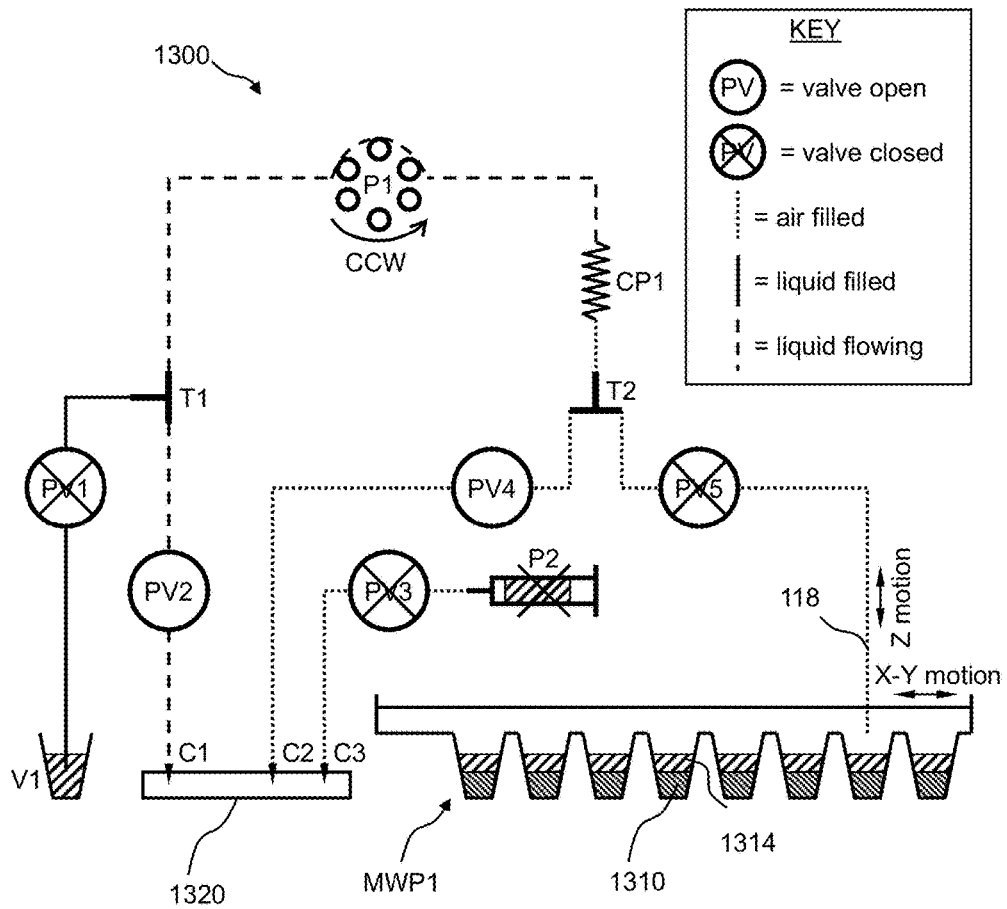 1300
KEY
PV = valve open
PV = valve closed
= air filled
= liquid filled
= liquid flowing
P1
CCW
CP1
T1
T2
PV1
PV4
PV5
P2
PV2
PV3
118
Z motion
X-Y motion
C1
C2
C3
V1
1314
1320
MWP1
1310